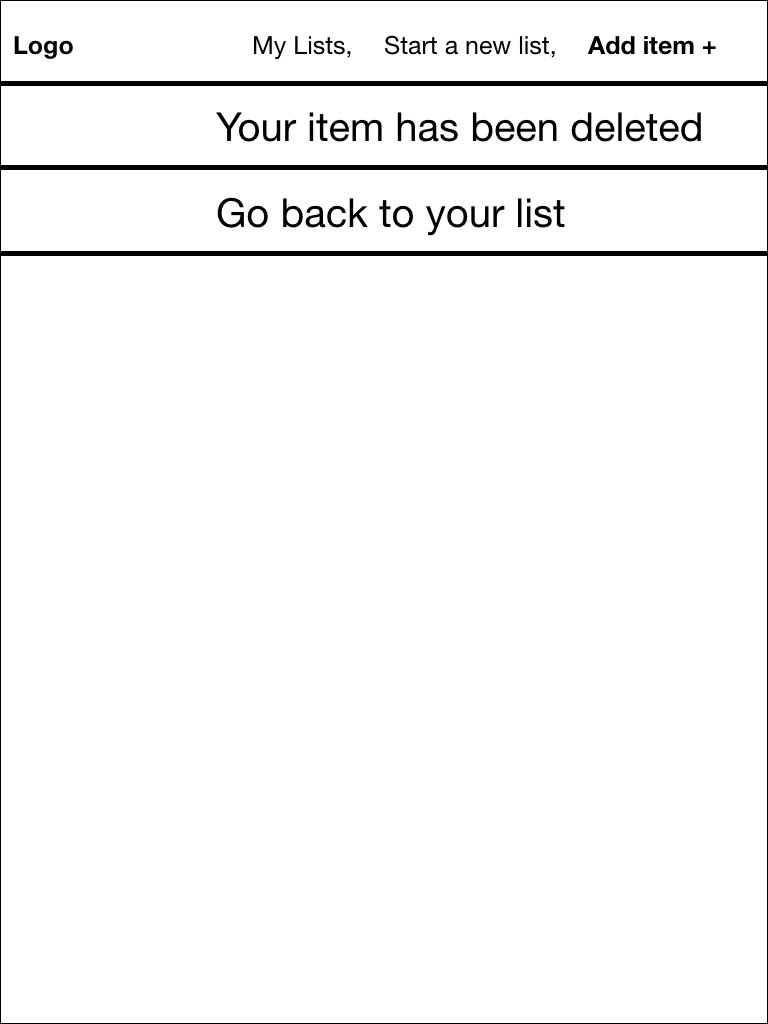 Logo My Lists, Start a new list, Add item +
Your item has been deleted
Go back to your list